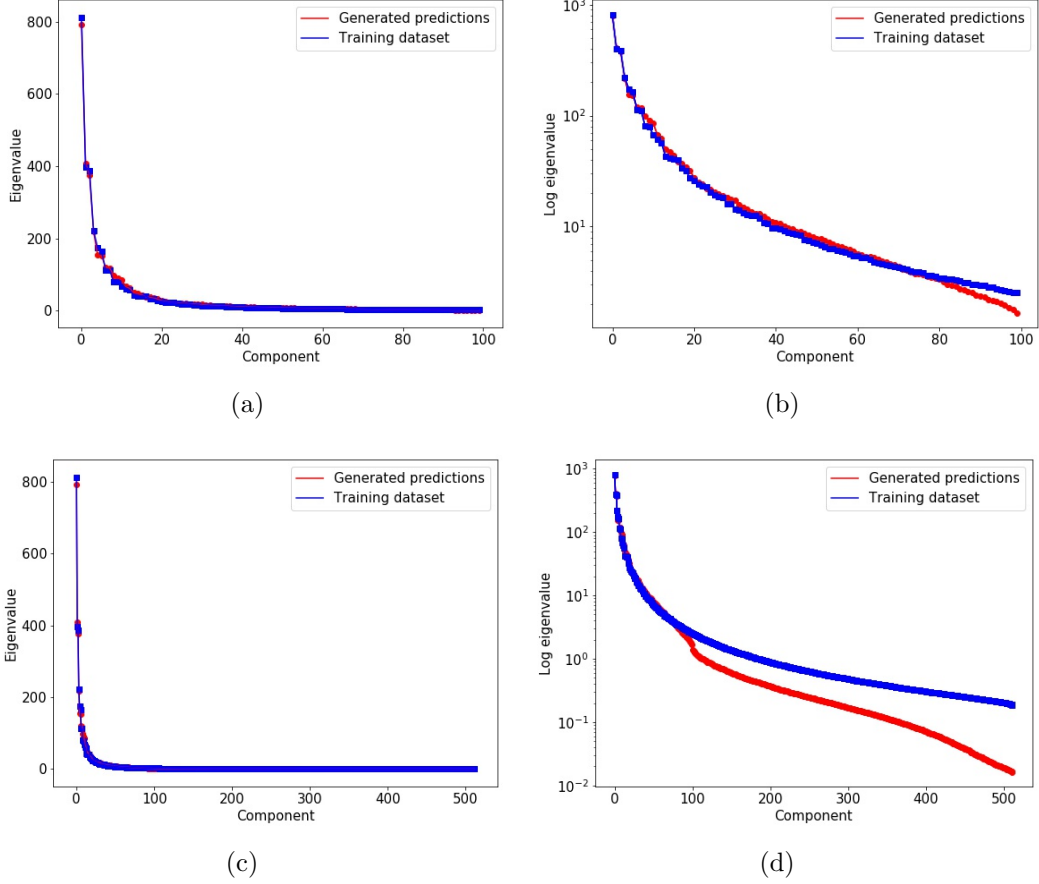 800
600
400
200
0
Eigenvalue
0 20 40 60 80 100
Component
Generated predictions
Training dataset
(a)
10³
10²
10¹
Log eigenvalue
0 20 40 60 80 100
Component
Generated predictions
Training dataset
(b)
800
600
400
200
0
Eigenvalue
0 100 200 300 400 500
Component
Generated predictions
Training dataset
(c)
10³
10²
10¹
10⁰
10⁻¹
10⁻²
Log eigenvalue
0 100 200 300 400 500
Component
Generated predictions
Training dataset
(d)